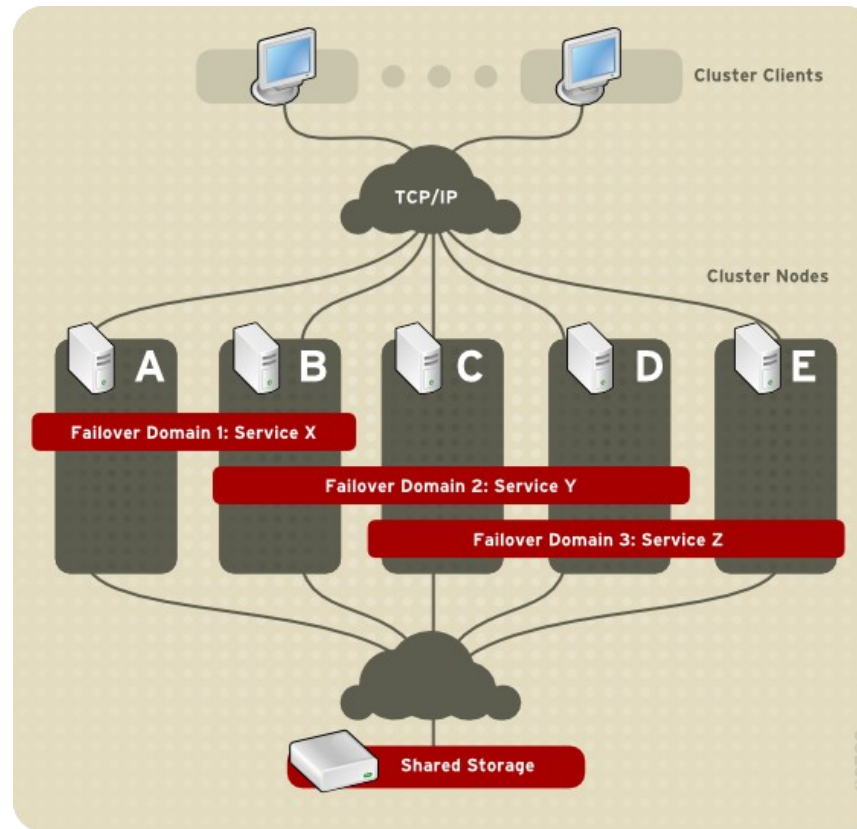 Cluster Clients
TCP/IP
Cluster Nodes
A B C D E
Failover Domain 1: Service X
Failover Domain 2: Service Y
Failover Domain 3: Service Z
Shared Storage